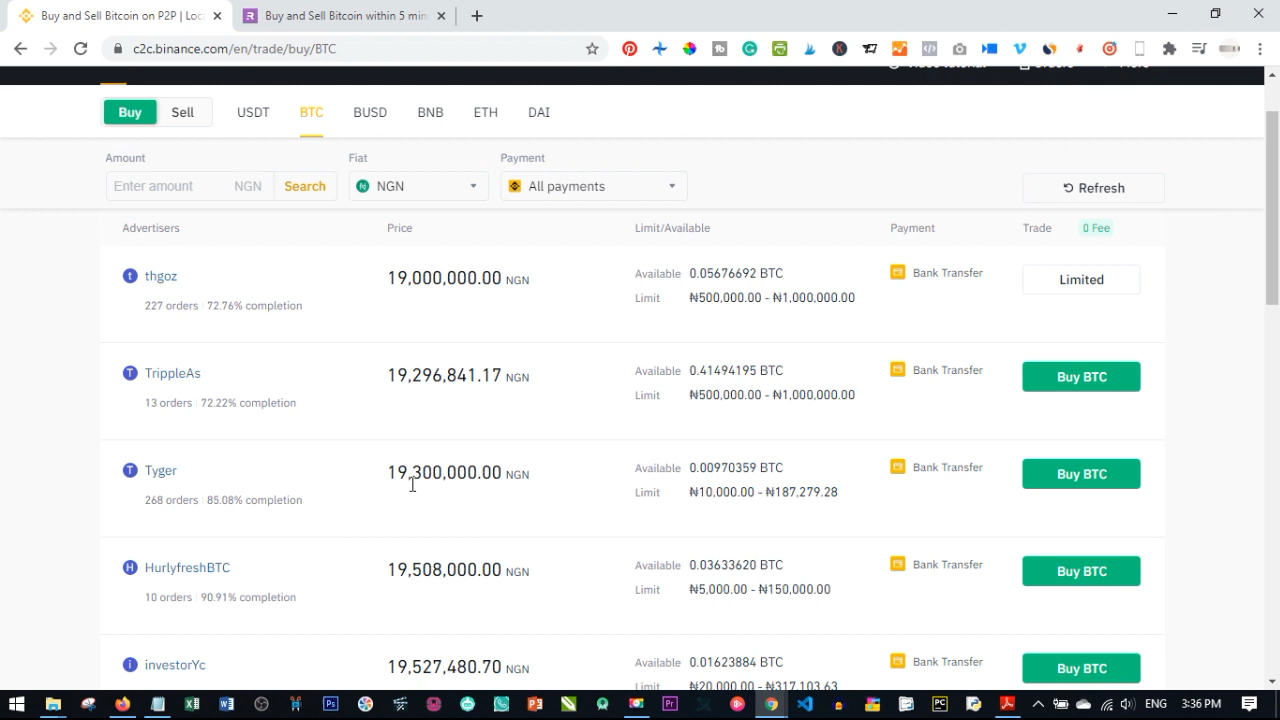 Buy and Sell Bitcoin on P2P | Loc
Buy and Sell Bitcoin within 5 min
c2c.binance.com/en/trade/buy/BTC
Buy Sell USDT BTC BUSD BNB ETH DAI
Amount Fiat Payment
Enter amount NGN Search NGN All payments Refresh
Advertisers Price Limit/Available Payment Trade 0 Fee
thgoz 19,000,000.00 NGN Available 0.05676692 BTC Bank Transfer Limited
227 orders | 72.76% completion Limit ₦500,000.00 - ₦1,000,000.00
TrippleAs 19,296,841.17 NGN Available 0.41494195 BTC Bank Transfer Buy BTC
13 orders | 72.22% completion Limit ₦500,000.00 - ₦1,000,000.00
Tyger 19,300,000.00 NGN Available 0.00970359 BTC Bank Transfer Buy BTC
268 orders | 85.08% completion Limit ₦10,000.00 - ₦187,279.28
HurlyfreshBTC 19,508,000.00 NGN Available 0.03633620 BTC Bank Transfer Buy BTC
10 orders | 90.91% completion Limit ₦5,000.00 - ₦150,000.00
investorYc 19,527,480.70 NGN Available 0.01623884 BTC Bank Transfer Buy BTC
Limit ₦20,000.00 - ₦317,103.63
ENG 3:36 PM